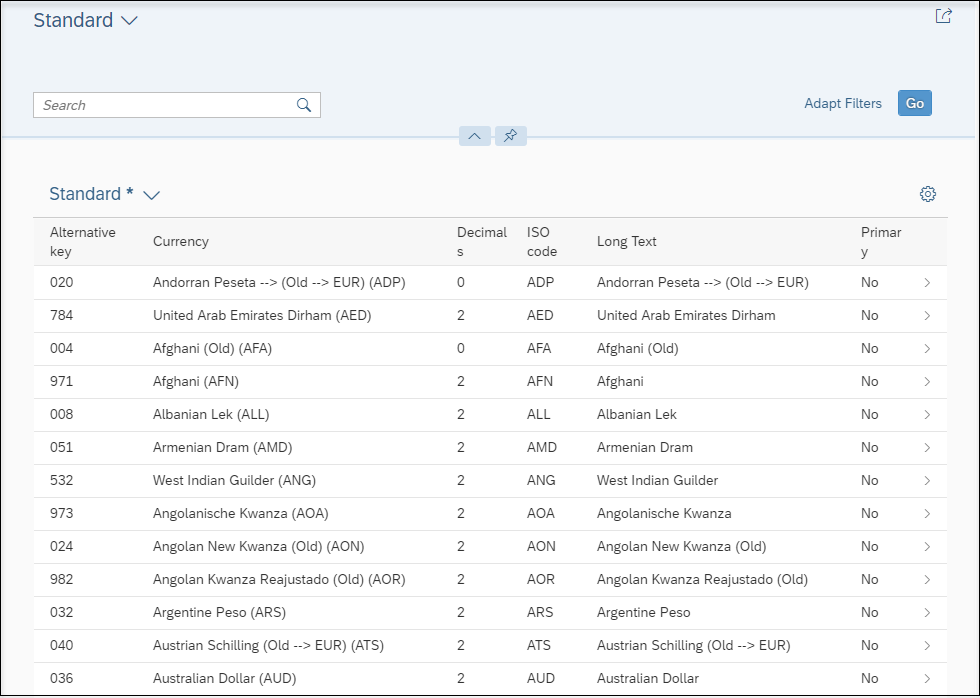 Standard
Search
Adapt Filters Go
Standard *
Alternative key Currency Decimals ISO code Long Text Primary
020 Andorran Peseta --> (Old --> EUR) (ADP) 0 ADP Andorran Peseta --> (Old --> EUR) No
784 United Arab Emirates Dirham (AED) 2 AED United Arab Emirates Dirham No
004 Afghani (Old) (AFA) 0 AFA Afghani (Old) No
971 Afghani (AFN) 2 AFN Afghani No
008 Albanian Lek (ALL) 2 ALL Albanian Lek No
051 Armenian Dram (AMD) 2 AMD Armenian Dram No
532 West Indian Guilder (ANG) 2 ANG West Indian Guilder No
973 Angolanische Kwanza (AOA) 2 AOA Angolanische Kwanza No
024 Angolan New Kwanza (Old) (AON) 2 AON Angolan New Kwanza (Old) No
982 Angolan Kwanza Reajustado (Old) (AOR) 2 AOR Angolan Kwanza Reajustado (Old) No
032 Argentine Peso (ARS) 2 ARS Argentine Peso No
040 Austrian Schilling (Old --> EUR) (ATS) 2 ATS Austrian Schilling (Old --> EUR) No
036 Australian Dollar (AUD) 2 AUD Australian Dollar No